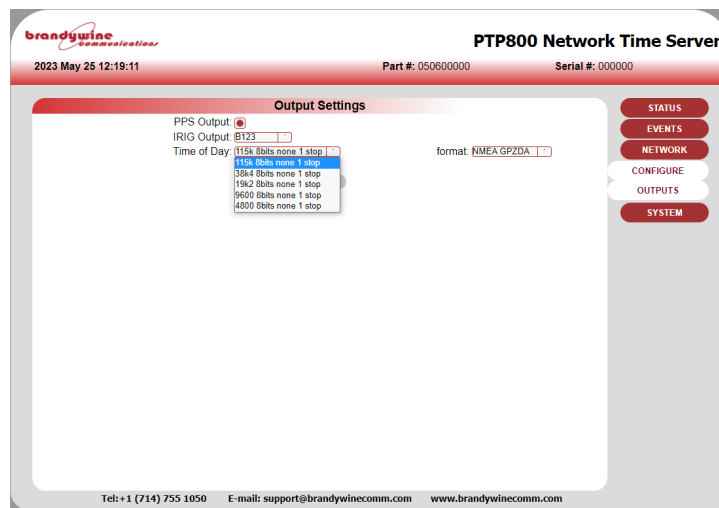 brandywine
communications
PTP800 Network Time Server
2023 May 25 12:19:11
Part #: 050600000
Serial #: 000000
Output Settings
PPS Output:
IRIG Output: B123
Time of Day: 115k 8bits none 1 stop
format: NMEA GPZDA
115k 8bits none 1 stop
38k4 8bits none 1 stop
19k2 8bits none 1 stop
9600 8bits none 1 stop
4800 8bits none 1 stop
STATUS
EVENTS
NETWORK
CONFIGURE
OUTPUTS
SYSTEM
Tel:+1 (714) 755 1050
E-mail: support@brandywinecomm.com
www.brandywinecomm.com